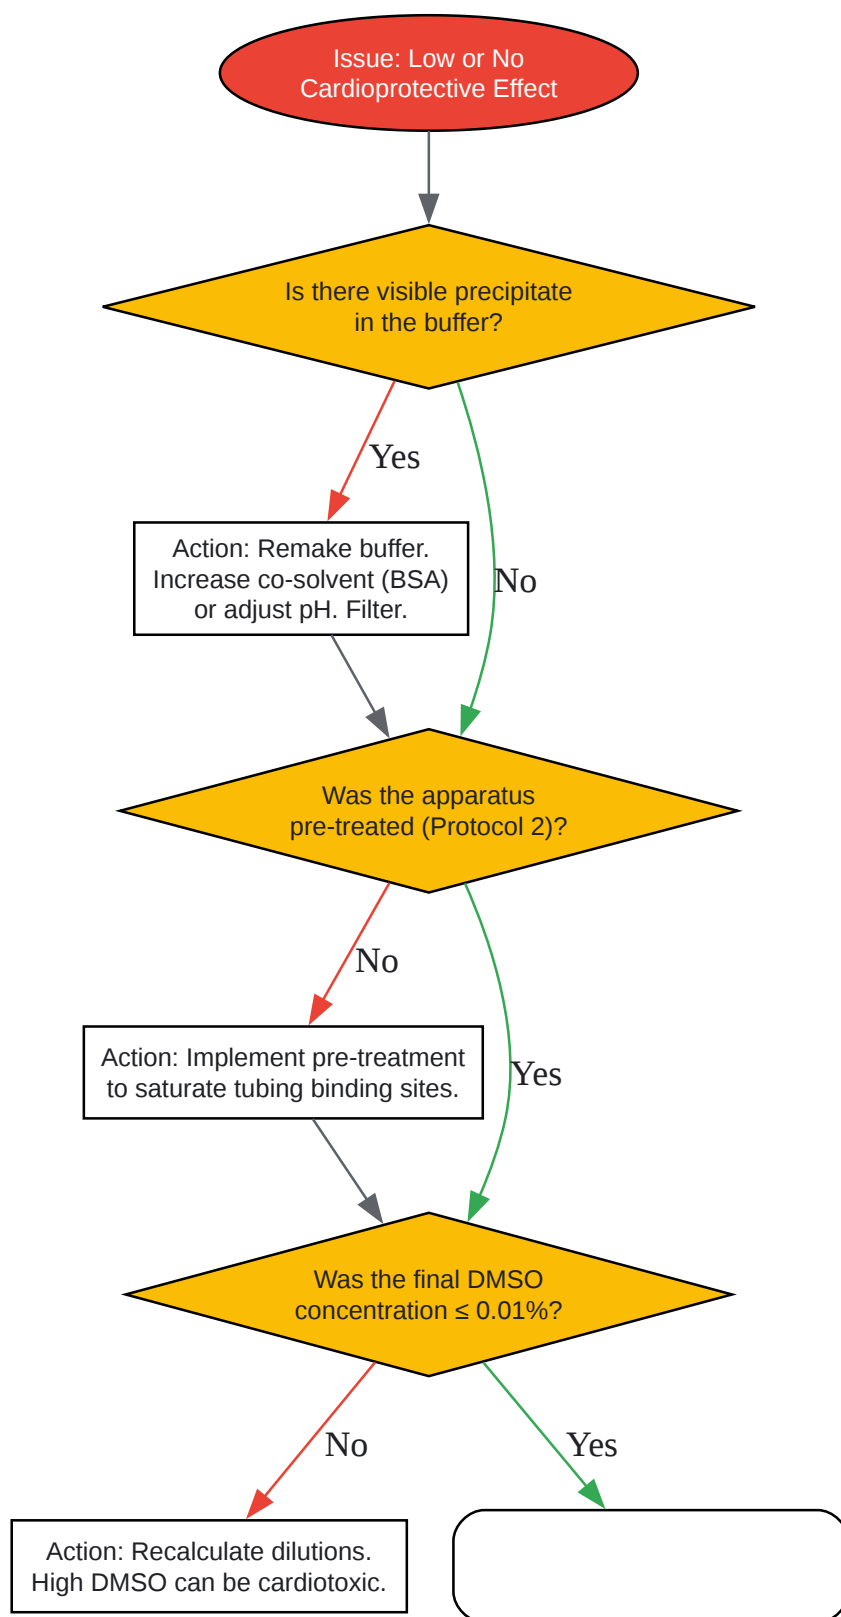 Issue: Low or No
Cardioprotective Effect
Is there visible precipitate
in the buffer?
Yes
Action: Remake buffer.
Increase co-solvent (BSA)
or adjust pH. Filter.
No
Was the apparatus
pre-treated (Protocol 2)?
No
Action: Implement pre-treatment
to saturate tubing binding sites.
Yes
Was the final DMSO
concentration ≤ 0.01%?
No
Yes
Action: Recalculate dilutions.
High DMSO can be cardiotoxic.